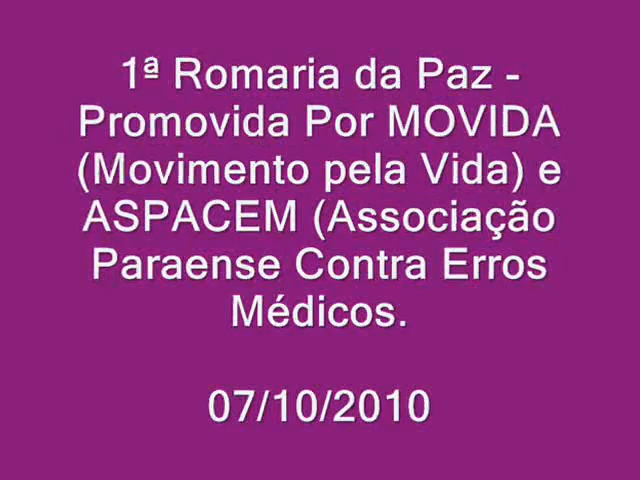 1ª Romaria da Paz -
Promovida Por MOVIDA
(Movimento pela Vida) e
ASPACEM (Associação
Paraense Contra Erros
Médicos.
07/10/2010